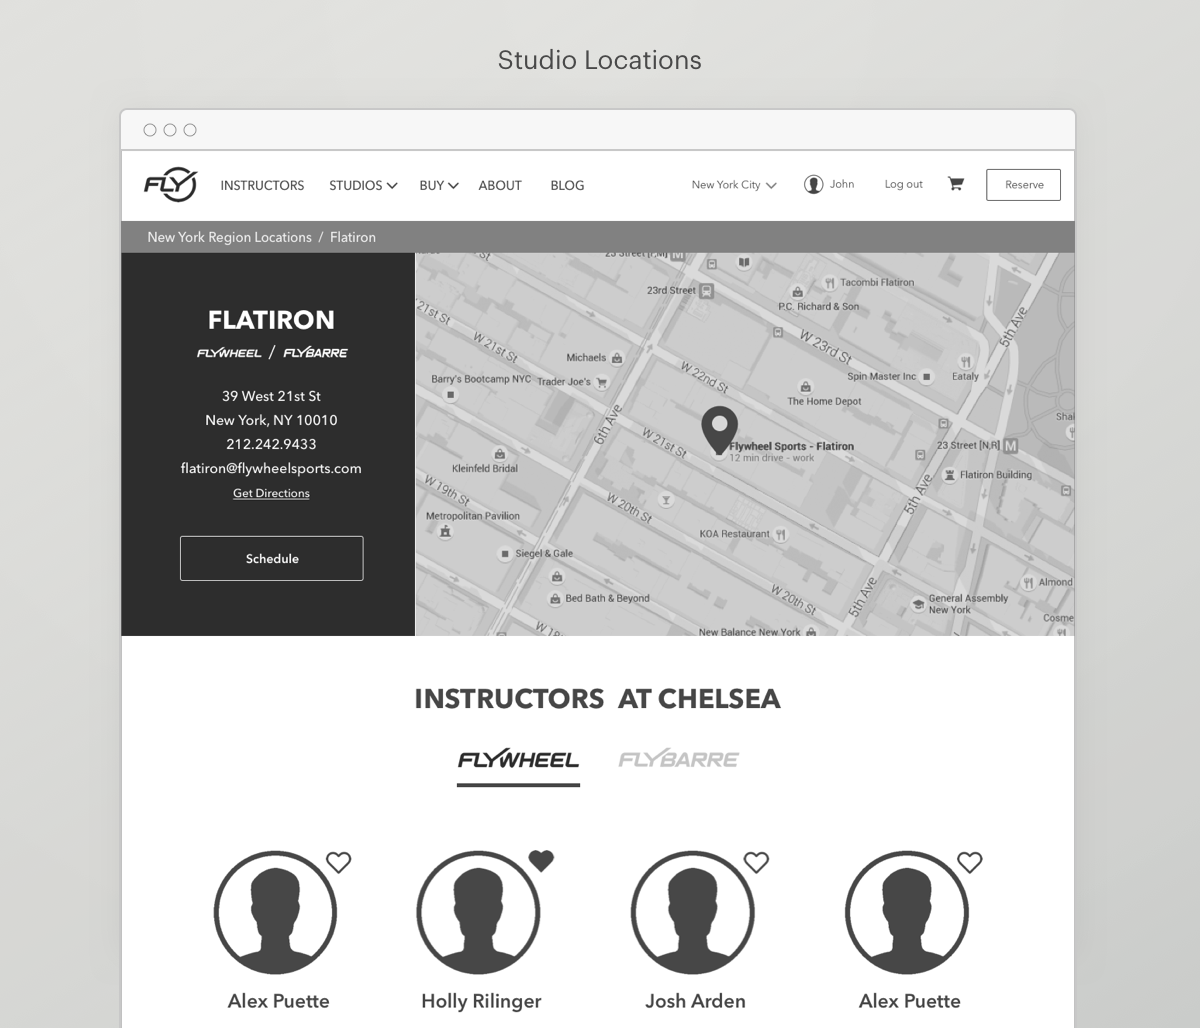 Studio Locations
FLY
INSTRUCTORS
STUDIOS
BUY
ABOUT
BLOG
New York City
John
Log out
Reserve
New York Region Locations / Flatiron
FLATIRON
FLYWHEEL / FLYBARRE
39 West 21st St
New York, NY 10010
212.242.9433
flatiron@flywheelsports.com
Get Directions
Schedule
23rd Street
Tacombi Flatiron
P.C. Richard & Son
5th Ave
21st St
W 21st St
W 23rd St
Michaels
W 22nd St
Spin Master Inc
Eataly
Barry's Bootcamp NYC
Trader Joe's
The Home Depot
6th Ave
W 21st St
Flywheel Sports - Flatiron
12 min drive - work
23 Street [N,R]
M
Kleinfeld Bridal
Flatiron Building
W 19th St
W 20th St
5th Ave
Metropolitan Pavilion
KOA Restaurant
Siegel & Gale
Almond
Bed Bath & Beyond
W 20th St
5th Ave
General Assembly
New York
Cosme
New Balance New York
INSTRUCTORS AT CHELSEA
FLYWHEEL
FLYBARRE
Alex Puette
Holly Rilinger
Josh Arden
Alex Puette